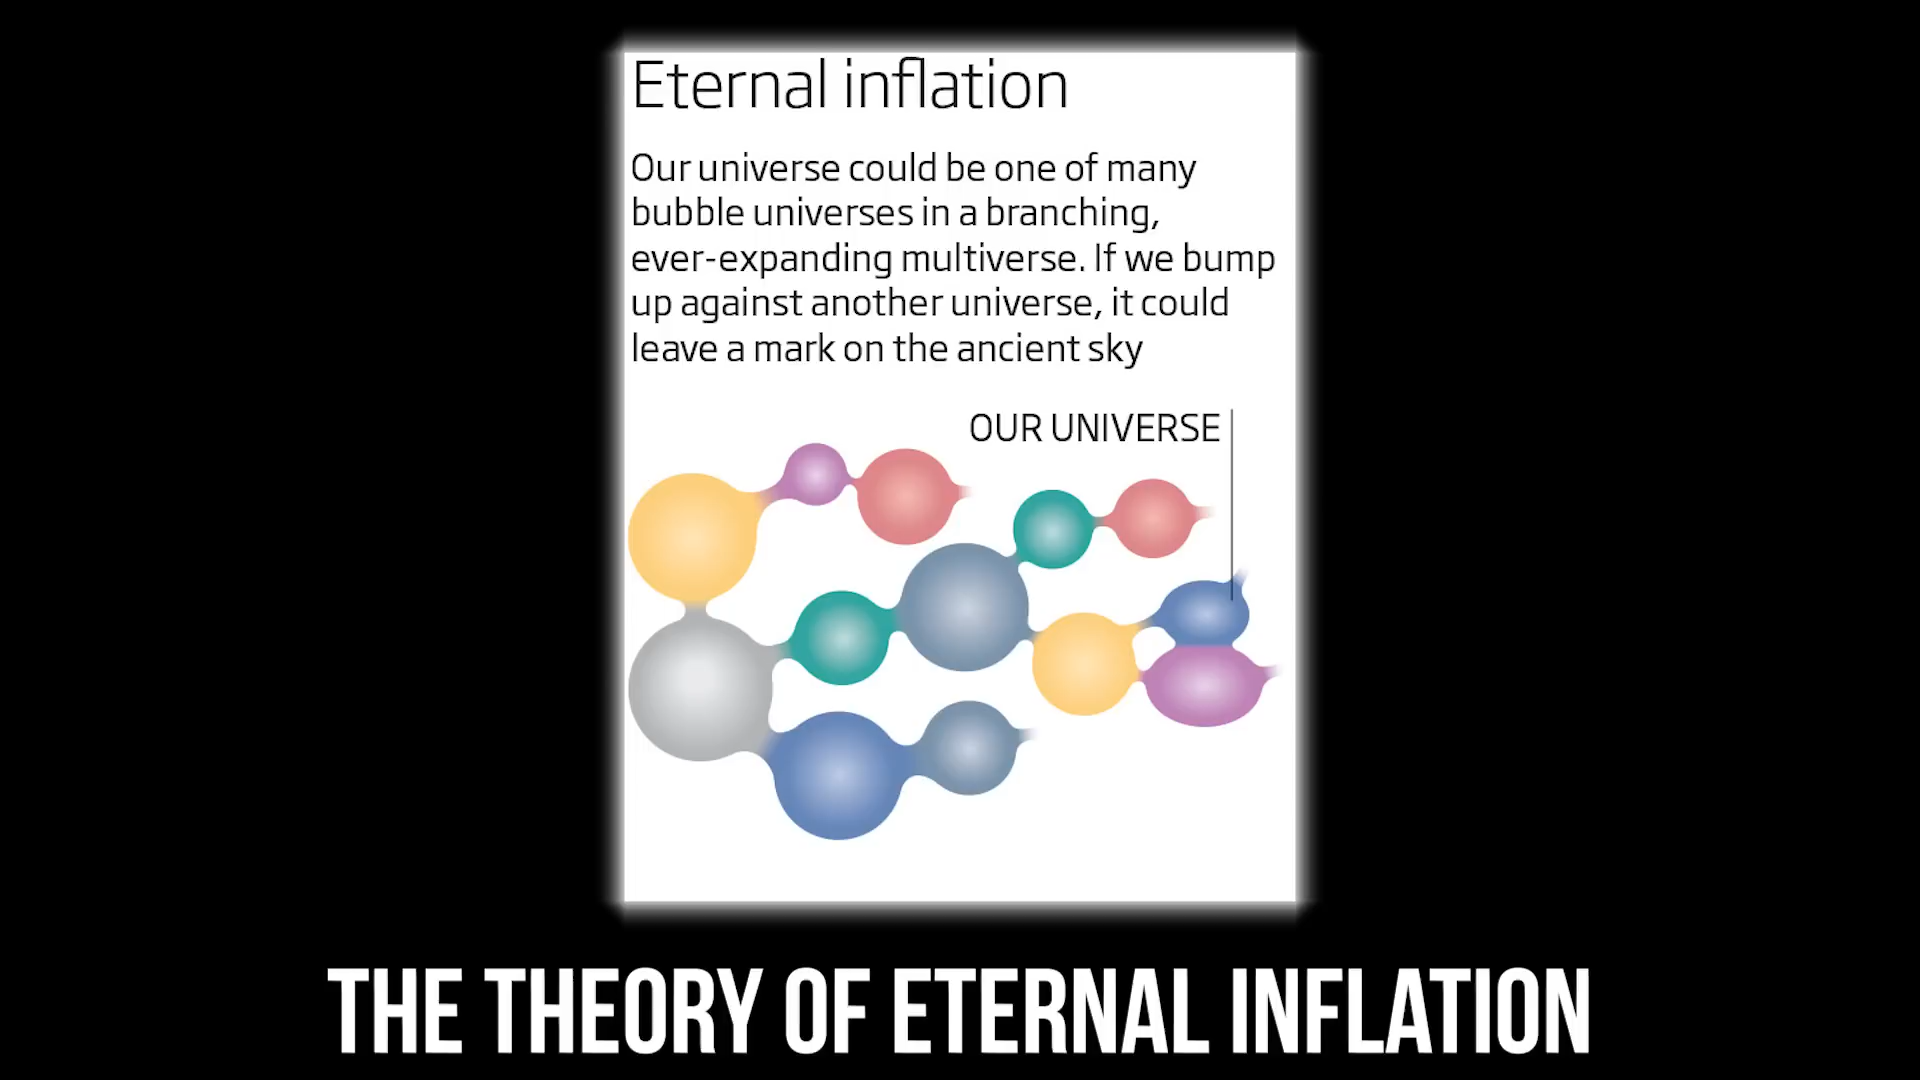 Eternal inflation
Our universe could be one of many
bubble universes in a branching,
ever-expanding multiverse. If we bump
up against another universe, it could
leave a mark on the ancient sky
OUR UNIVERSE
THE THEORY OF ETERNAL INFLATION